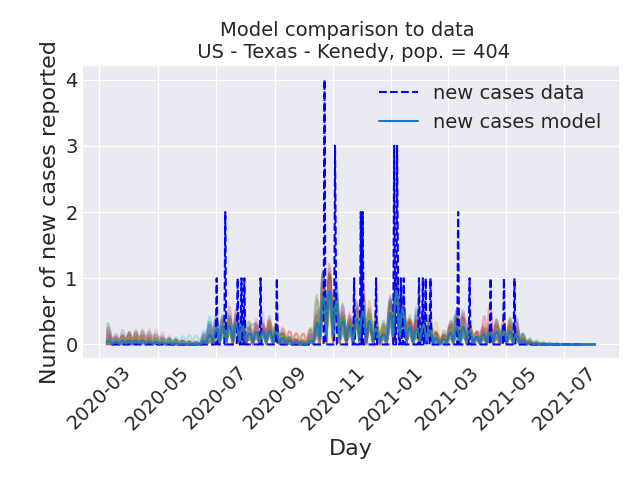 Model comparison to data
US - Texas - Kenedy, pop. = 404
Number of new cases reported
4
3
2
1
0
new cases data
new cases model
2020-03
2020-05
2020-07
2020-09
2020-11
2021-01
2021-03
2021-05
2021-07
Day